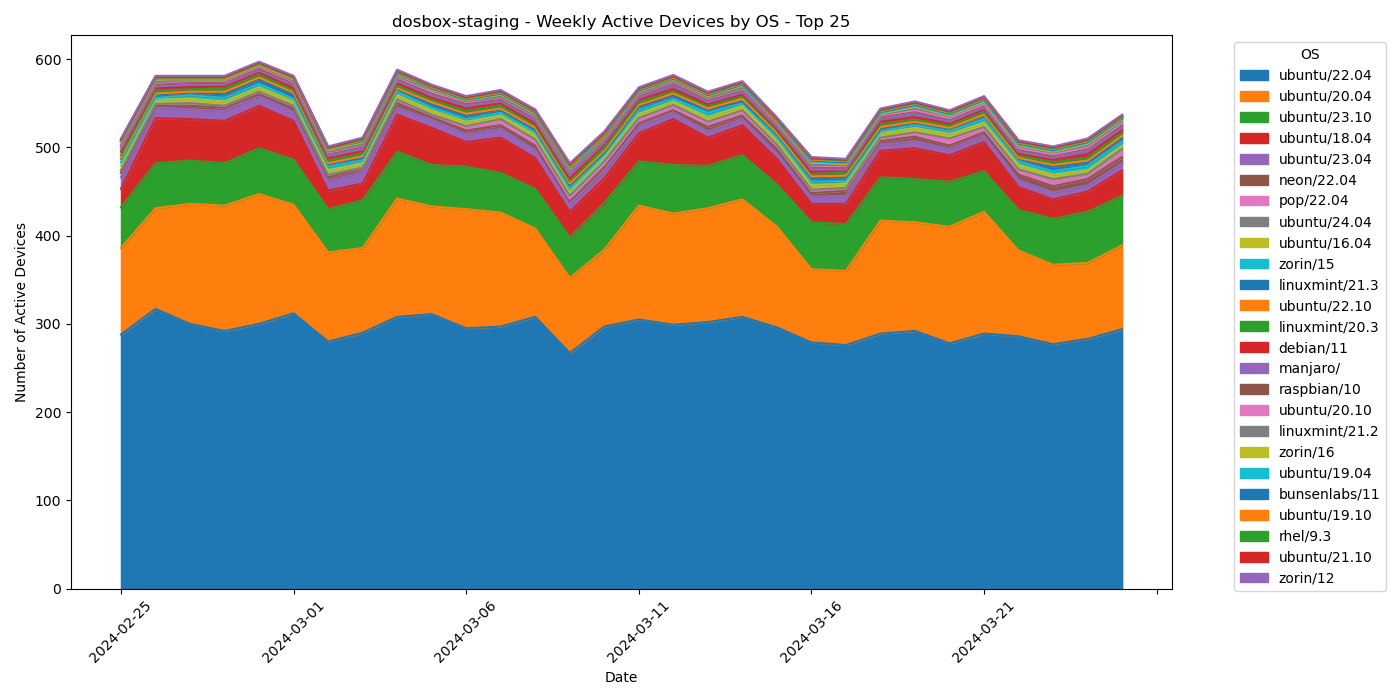 dosbox-staging - Weekly Active Devices by OS - Top 25
Number of Active Devices
600
500
400
300
200
100
0
2024-02-25
2024-03-01
2024-03-06
2024-03-11
2024-03-16
2024-03-21
Date
OS
ubuntu/22.04
ubuntu/20.04
ubuntu/23.10
ubuntu/18.04
ubuntu/23.04
neon/22.04
pop/22.04
ubuntu/24.04
ubuntu/16.04
zorin/15
linuxmint/21.3
ubuntu/22.10
linuxmint/20.3
debian/11
manjaro/
raspbian/10
ubuntu/20.10
linuxmint/21.2
zorin/16
ubuntu/19.04
bunsenlabs/11
ubuntu/19.10
rhel/9.3
ubuntu/21.10
zorin/12